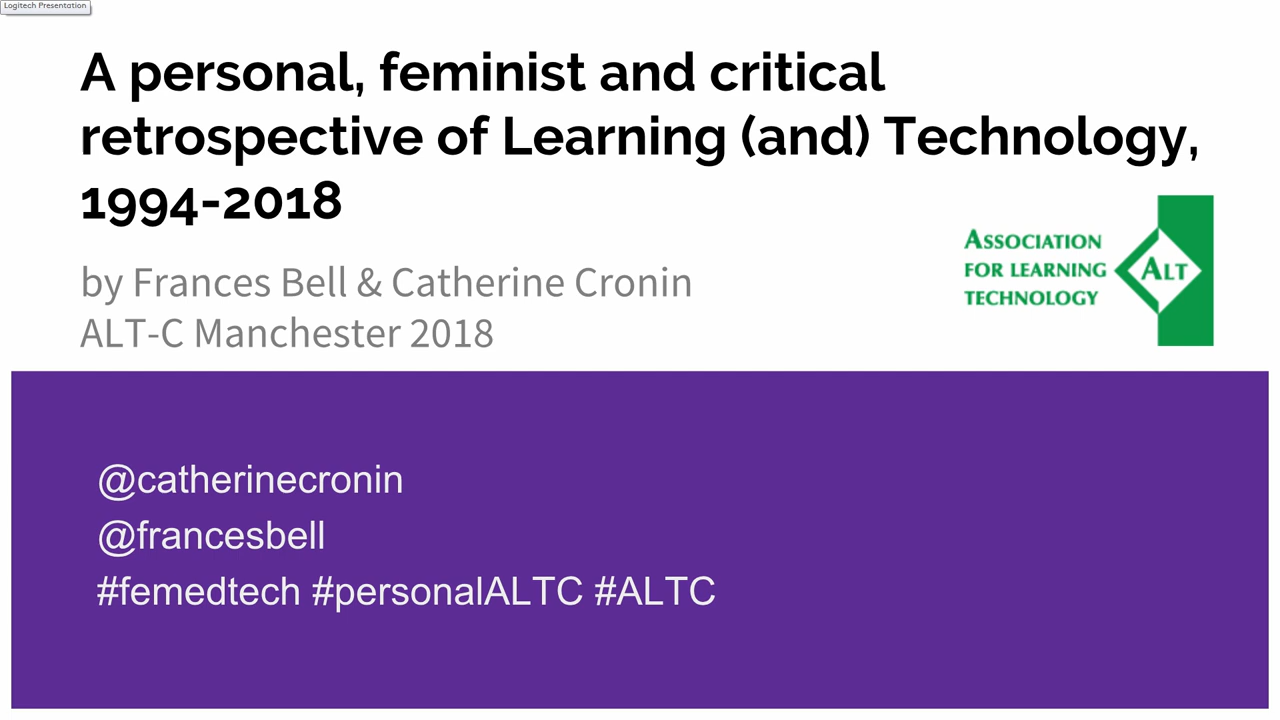 Logitech Presentation
A personal, feminist and critical
retrospective of Learning (and) Technology,
1994-2018
by Frances Bell & Catherine Cronin
ALT-C Manchester 2018
ASSOCIATION
FOR LEARNING
TECHNOLOGY
ALT
@catherinecronin
@francesbell
#femedtech #personalALTC #ALTC